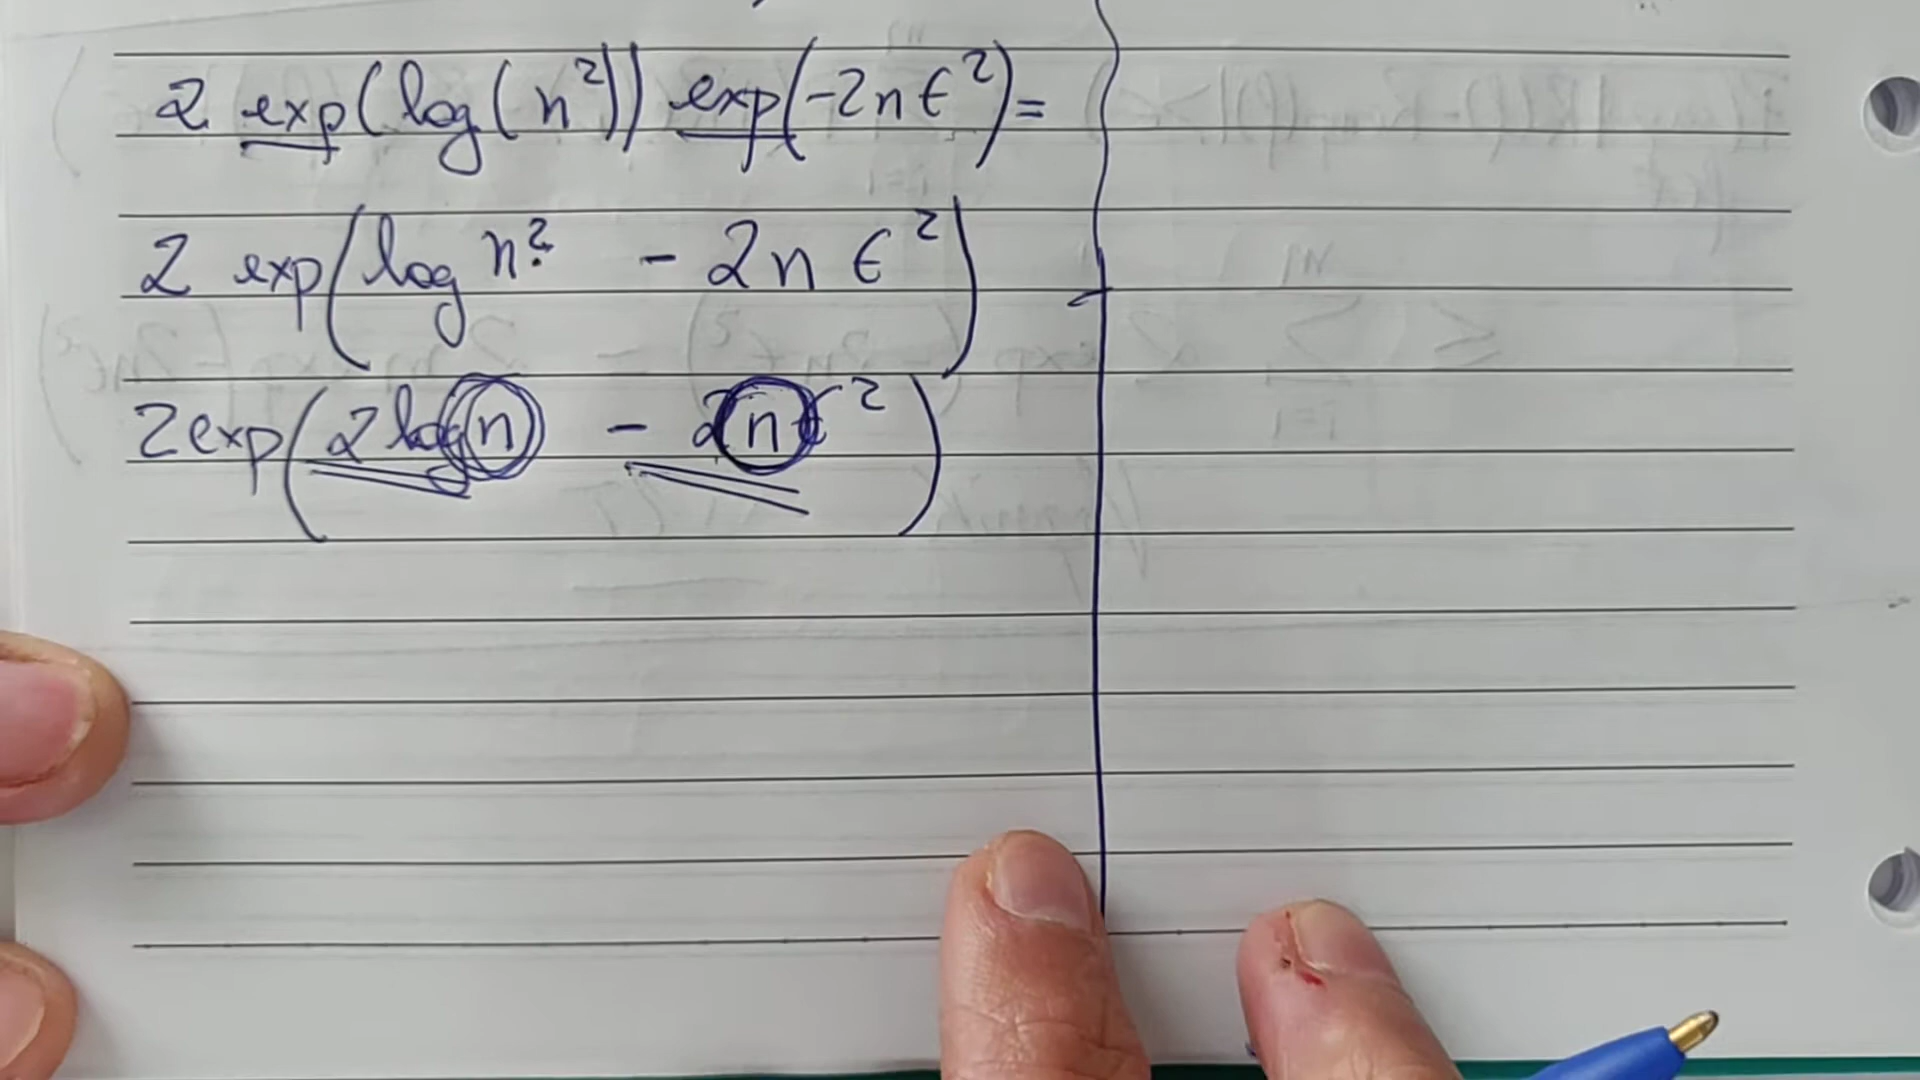 2 exp(log(n²)) exp(-2nϵ²)=
2 exp(log n² - 2nϵ²)
2exp(2log(n) - 2nϵ²)